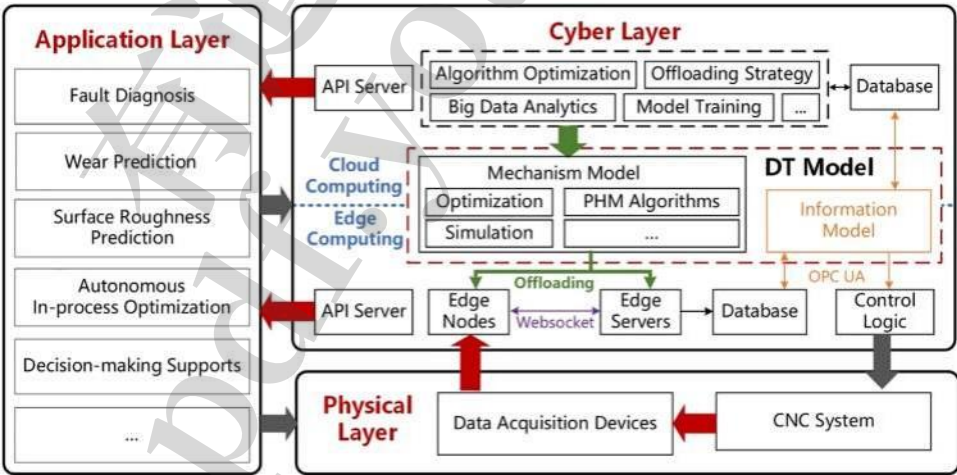 Application Layer
Fault Diagnosis
Wear Prediction
Surface Roughness
Prediction
Autonomous
In-process Optimization
Decision-making Supports
...
Cyber Layer
API Server
Algorithm Optimization
Offloading Strategy
Big Data Analytics
Model Training
...
Database
Cloud
Computing
Edge
Computing
Mechanism Model
Optimization
PHM Algorithms
Simulation
...
DT Model
Information
Model
OPC UA
Offloading
API Server
Edge
Nodes
Websocket
Edge
Servers
Database
Control
Logic
Physical
Layer
Data Acquisition Devices
CNC System